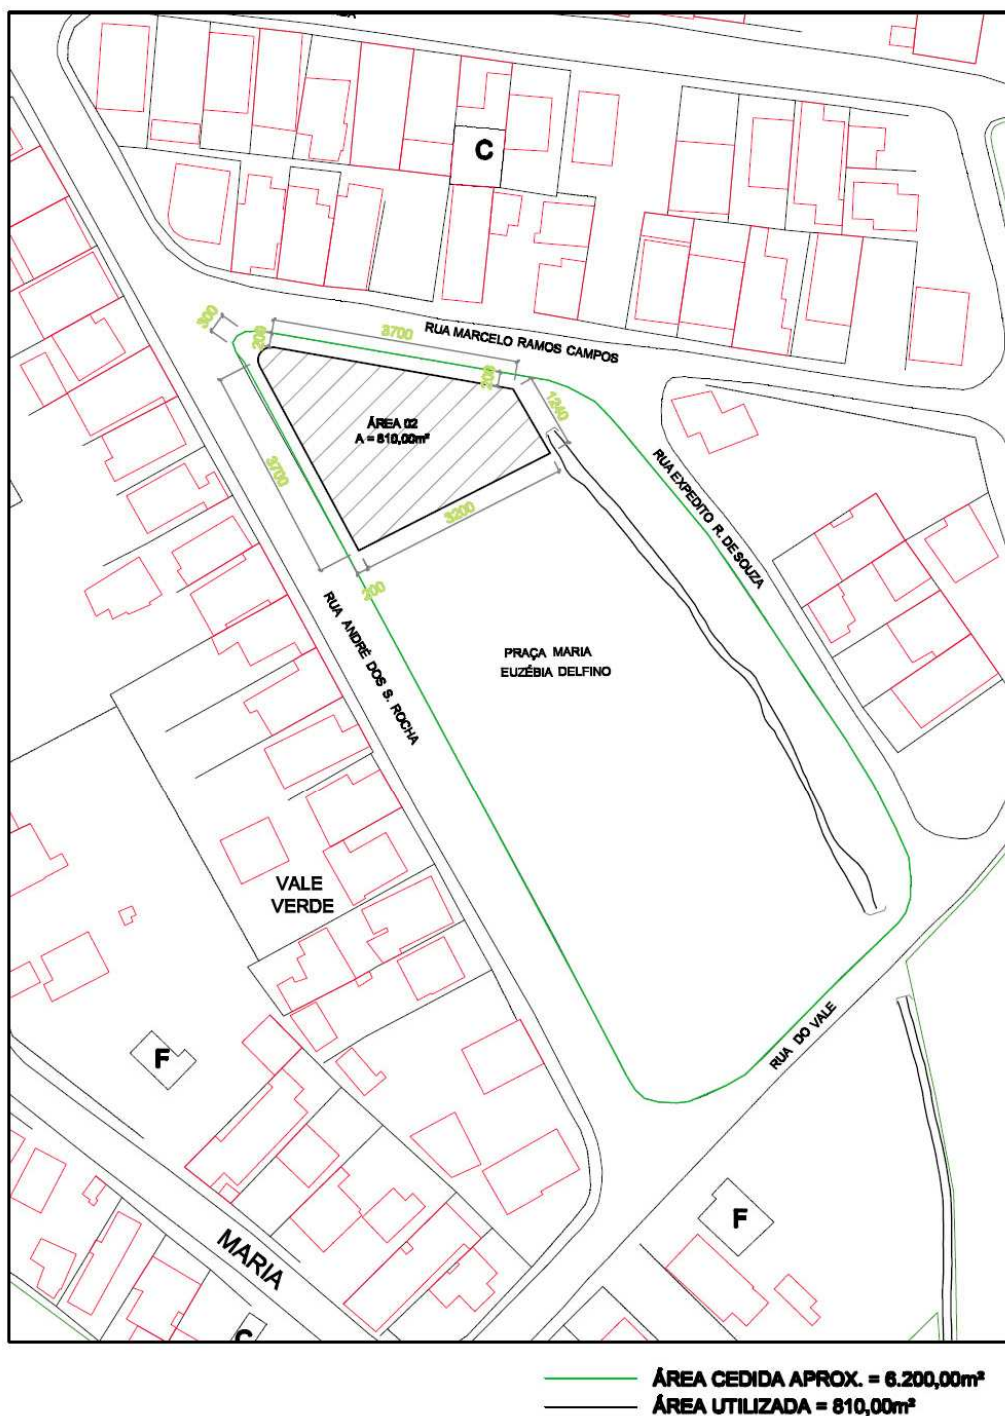 C
300
200
3700
RUA MARCELO RAMOS CAMPOS
200
1240
ÁREA 02
A = 810,00m²
3700
3200
200
RUA EXPEDITO R. DE SOUZA
RUA ANDRÉ DOS S. ROCHA
PRAÇA MARIA
EUZÉBIA DELFINO
VALE
VERDE
F
RUA DO VALE
F
MARIA
C
ÁREA CEDIDA APROX. = 6.200,00m²
ÁREA UTILIZADA = 810,00m²